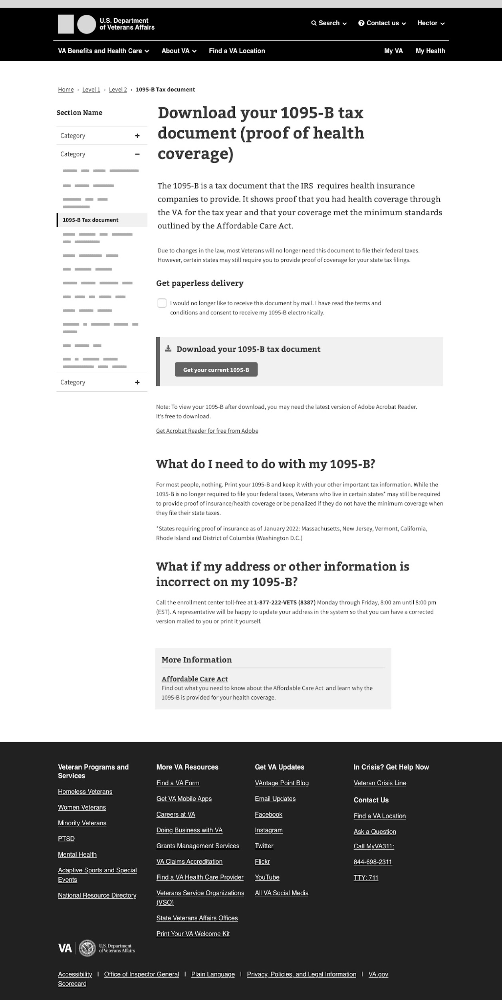 U.S. Department
of Veterans Affairs
Search
Contact us
Hector
VA Benefits and Health Care
About VA
Find a VA Location
My VA
My Health
Home › Level 1 › Level 2 › 1095-B Tax document
Section Name
Category
Category
1095-B Tax document
Category
Download your 1095-B tax
document (proof of health
coverage)
The 1095-B is a tax document that the IRS  requires health insurance
companies to provide. It shows proof that you had health coverage through
the VA for the tax year and that your coverage met the minimum standards
outlined by the Affordable Care Act.
Due to changes in the law, most Veterans will no longer need this document to file their federal taxes.
However, certain states may still require you to provide proof of coverage for your state tax filings.
Get paperless delivery
I would no longer like to receive this document by mail. I have read the terms and
conditions and consent to receive my 1095-B electronically.
Download your 1095-B tax document
Get your current 1095-B
Note: To view your 1095-B after download, you may need the latest version of Adobe Acrobat Reader.
It’s free to download.
Get Acrobat Reader for free from Adobe
What do I need to do with my 1095-B?
For most people, nothing. Print your 1095-B and keep it with your other important tax information. While the
1095-B is no longer required to file your federal taxes, Veterans who live in certain states* may still be required
to provide proof of insurance/health coverage or be penalized if they do not have the minimum coverage when
they file their state taxes.
*States requiring proof of insurance as of January 2022: Massachusetts, New Jersey, Vermont, California,
Rhode Island and District of Columbia (Washington D.C.)
What if my address or other information is
incorrect on my 1095-B?
Call the enrollment center toll-free at 1-877-222-VETS (8387) Monday through Friday, 8:00 am until 8:00 pm
(EST). A representative will be happy to update your address in the system so that you can have a corrected
version mailed to you or print it yourself.
More Information
Affordable Care Act
Find out what you need to know about the Affordable Care Act  and learn why the
1095-B is provided for your health coverage.
Veteran Programs and
Services
Homeless Veterans
Women Veterans
Minority Veterans
PTSD
Mental Health
Adaptive Sports and Special
Events
National Resource Directory
More VA Resources
Find a VA Form
Get VA Mobile Apps
Careers at VA
Doing Business with VA
Grants Management Services
VA Claims Accreditation
Find a VA Health Care Provider
Veterans Service Organizations
(VSO)
State Veterans Affairs Offices
Print Your VA Welcome Kit
Get VA Updates
VAntage Point Blog
Email Updates
Facebook
Instagram
Twitter
Flickr
YouTube
All VA Social Media
In Crisis? Get Help Now
Veteran Crisis Line
Contact Us
Find a VA Location
Ask a Question
Call MyVA311:
844-698-2311
TTY: 711
VA
U.S. Department
of Veterans Affairs
Accessibility | Office of Inspector General | Plain Language | Privacy, Policies, and Legal Information | VA.gov
Scorecard